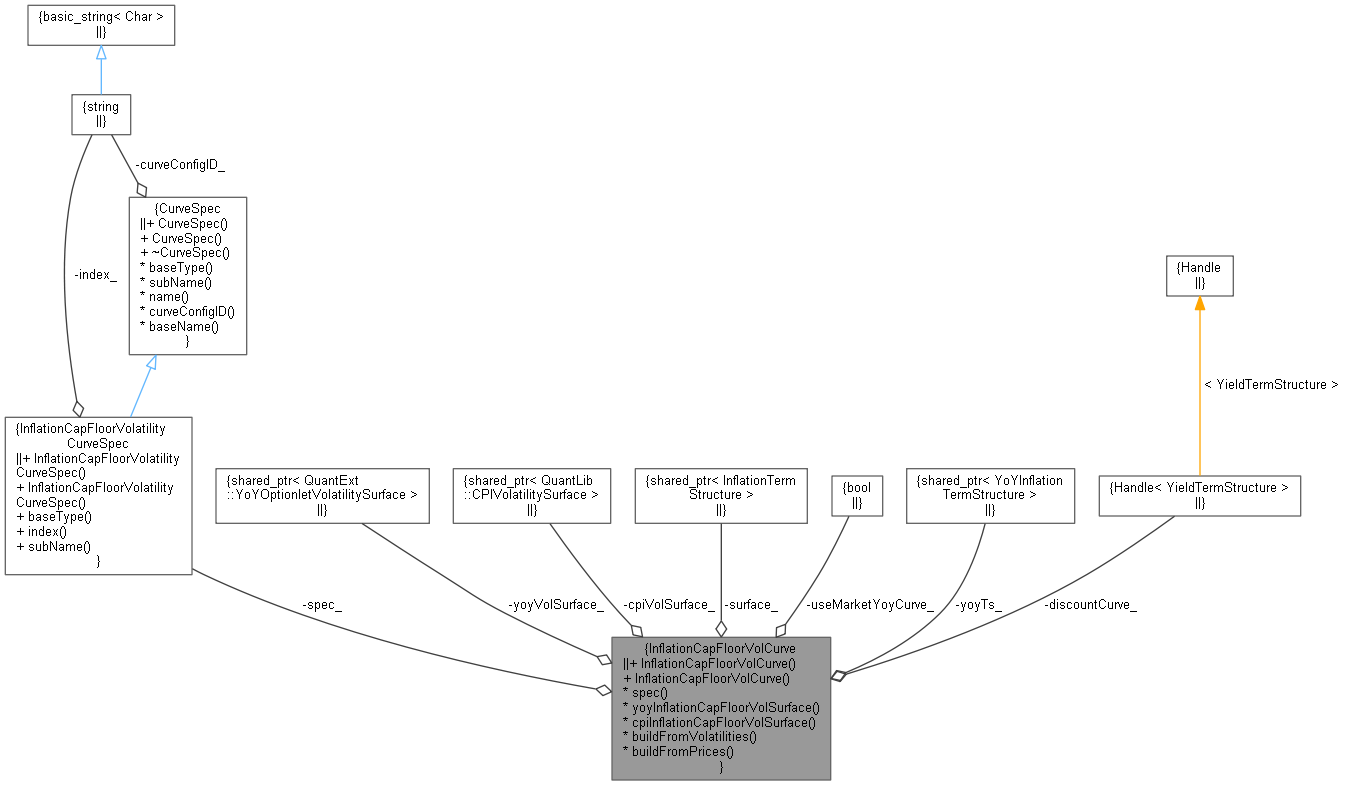 {basic_string< Char >
||}
{string
||}
-curveConfigID_
{CurveSpec
||+ CurveSpec()
+ CurveSpec()
+ ~CurveSpec()
* baseType()
* subName()
* name()
* curveConfigID()
* baseName()
}
-index_
{Handle
||}
< YieldTermStructure >
{InflationCapFloorVolatility
CurveSpec
||+ InflationCapFloorVolatility
CurveSpec()
+ InflationCapFloorVolatility
CurveSpec()
+ baseType()
+ index()
+ subName()
}
{shared_ptr< QuantExt
::YoYOptionletVolatilitySurface >
||}
{shared_ptr< QuantLib
::CPIVolatilitySurface >
||}
{shared_ptr< InflationTerm
Structure >
||}
{bool
||}
{shared_ptr< YoYInflation
TermStructure >
||}
{Handle< YieldTermStructure >
||}
-spec_
-yoyVolSurface_
-cpiVolSurface_
-surface_
-useMarketYoyCurve_
-yoyTs_
-discountCurve_
{InflationCapFloorVolCurve
||+ InflationCapFloorVolCurve()
+ InflationCapFloorVolCurve()
* spec()
* yoyInflationCapFloorVolSurface()
* cpiInflationCapFloorVolSurface()
* buildFromVolatilities()
* buildFromPrices()
}